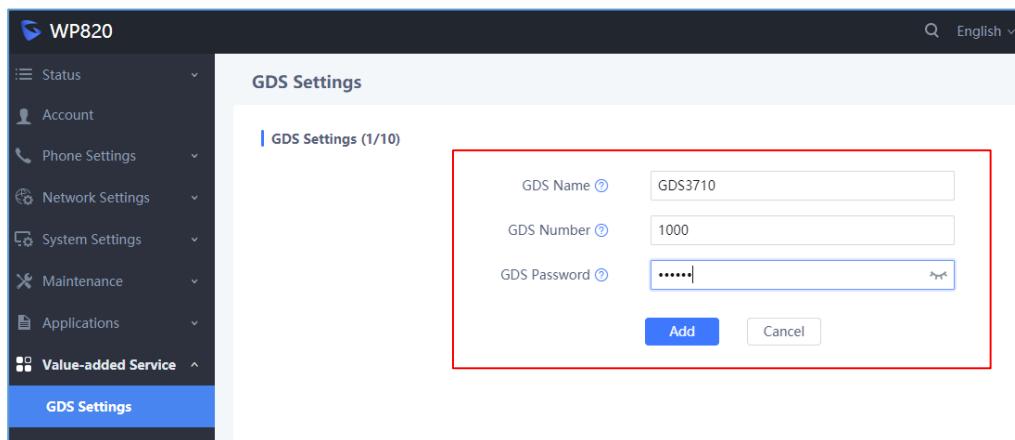 WP820
English
Status
Account
Phone Settings
Network Settings
System Settings
Maintenance
Applications
Value-added Service
GDS Settings
GDS Settings
GDS Settings (1/10)
GDS Name GDS3710
GDS Number 1000
GDS Password ••••••
Add Cancel